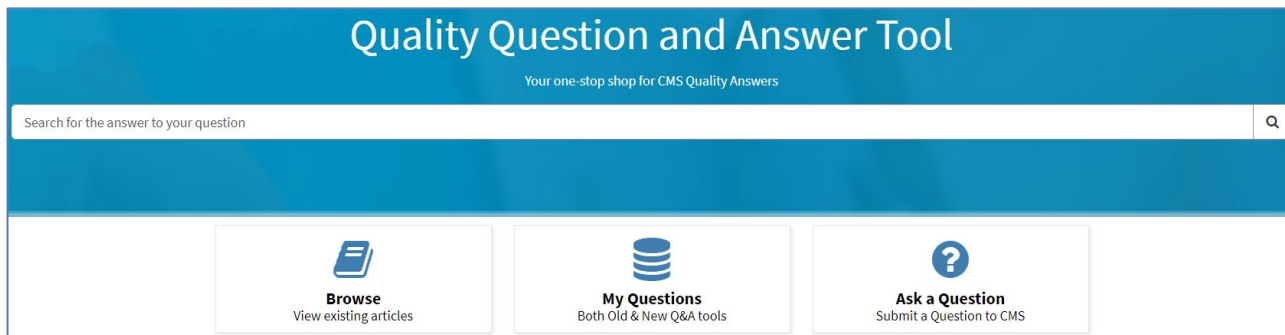 Quality Question and Answer Tool
Your one-stop shop for CMS Quality Answers
Search for the answer to your question
Browse
View existing articles
My Questions
Both Old & New Q&A tools
Ask a Question
Submit a Question to CMS